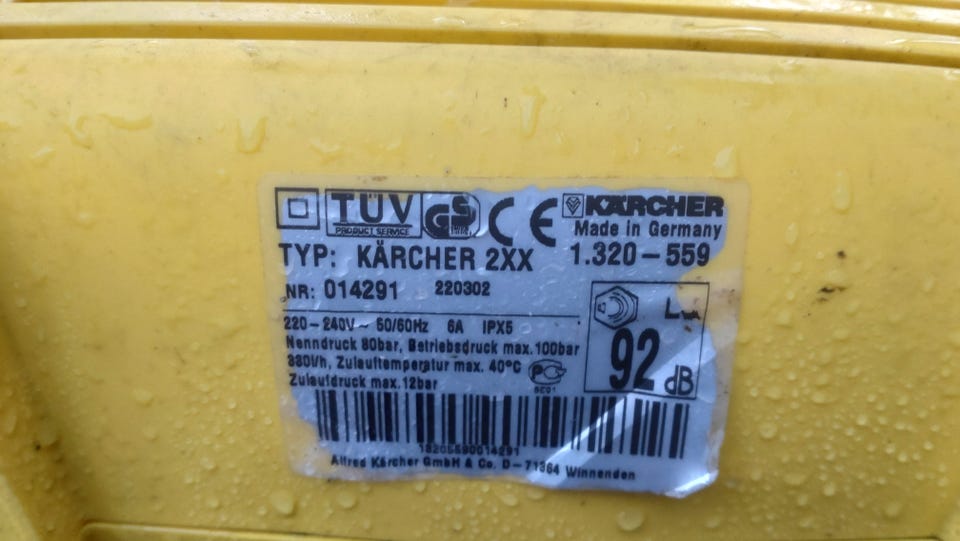 TÜV
PRODUCT SERVICE
GS
CE
KÄRCHER
Made in Germany
TYP: KÄRCHER 2XX 1.320-559
NR: 014291 220302
220-240V~ 50/60Hz 6A IPX5
Nenndruck 80bar, Betriebsdruck max.100bar
380l/h, Zulauftemperatur max. 40°C
Zulaufdruck max.12bar
92 dB
Alfred Kärcher GmbH & Co. D-71364 Winnenden